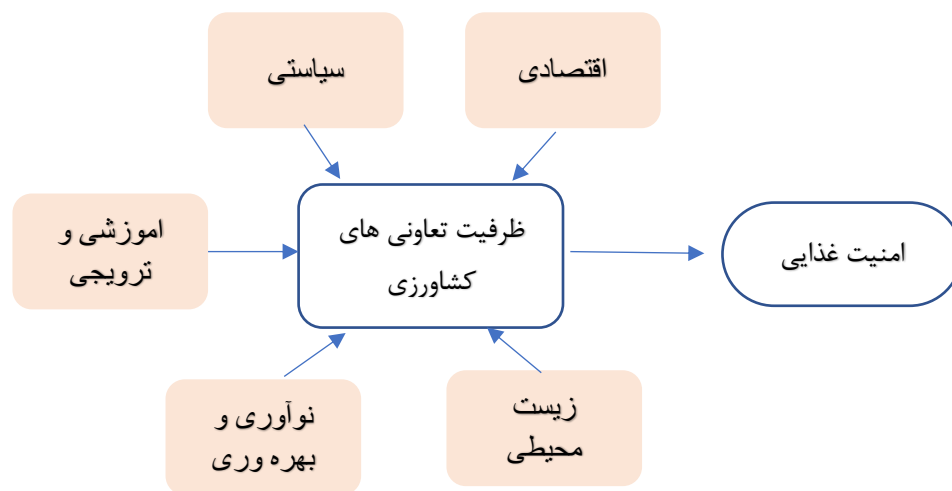 اقتصادی
سیاستی
ظرفیت تعاونی های
کشاورزی
امنیت غذایی
اموزشی و
ترویجی
زیست
محیطی
نوآوری و
بهره وری